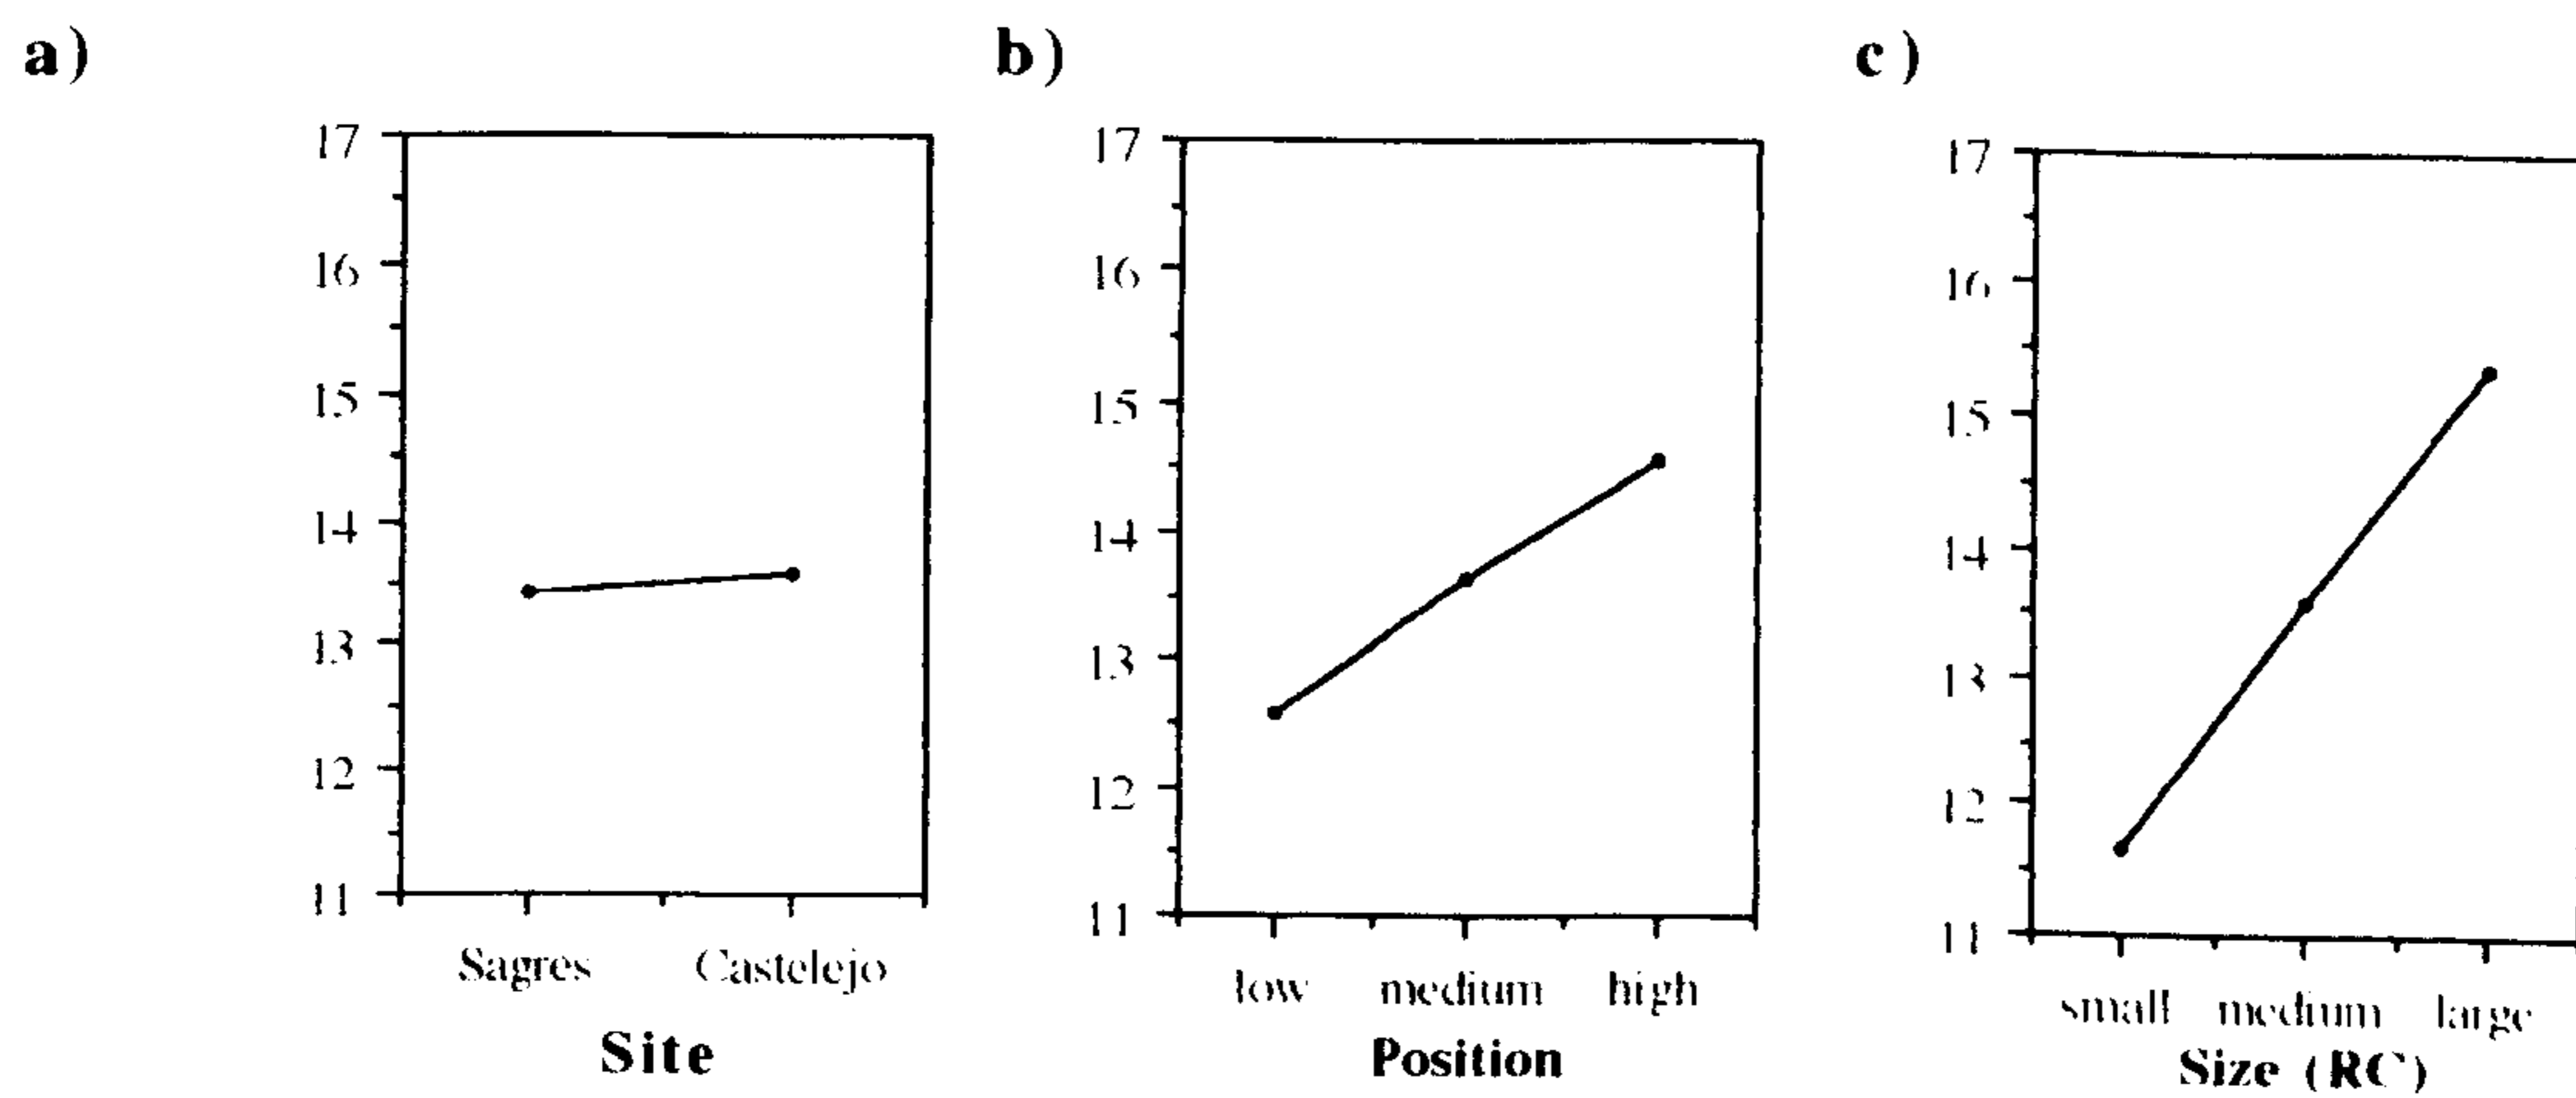 a)
17
16
15
14
13
12
11
Sagres Castelejo
Site
b)
17
16
15
14
13
12
11
low medium high
Position
c)
17
16
15
14
13
12
11
small medium large
Size (RC)